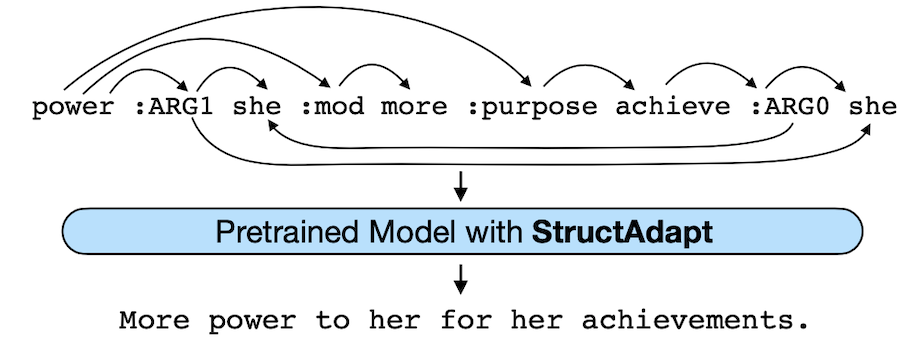 power :ARG1 she :mod more :purpose achieve :ARG0 she
Pretrained Model with StructAdapt
More power to her for her achievements.